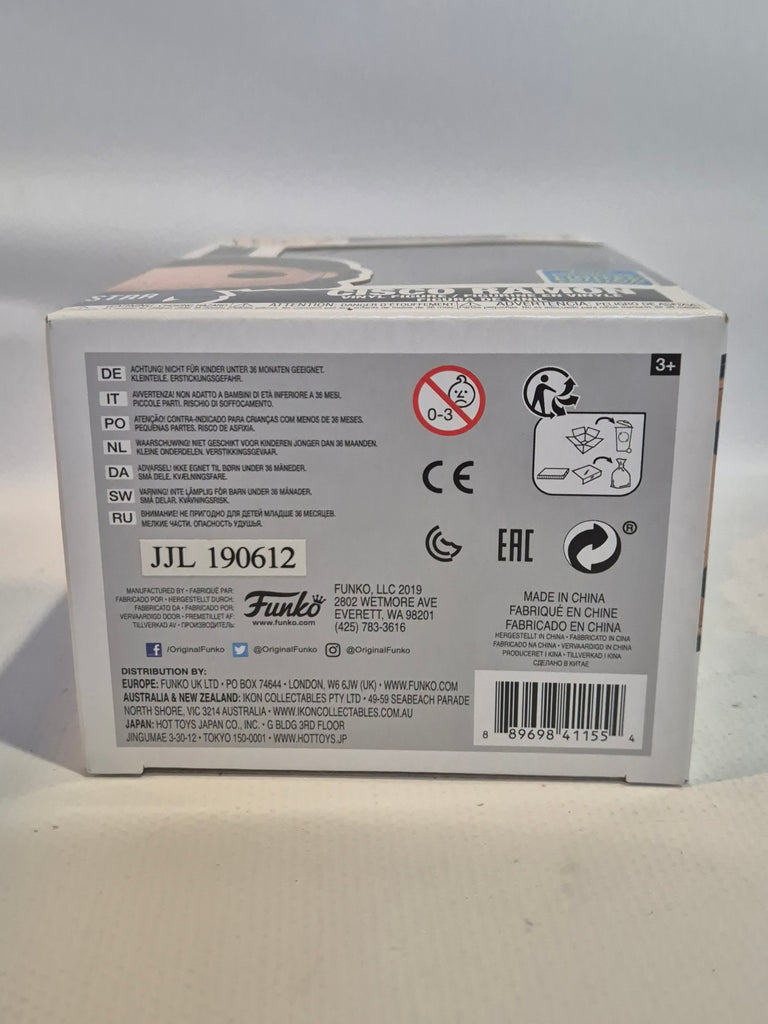 STAR
CISCO RAMON
3+
DE ACHTUNG! NICHT FÜR KINDER UNTER 36 MONATEN GEEIGNET.
KLEINTEILE. ERSTICKUNGSGEFAHR.
IT AVVERTENZA! NON ADATTO A BAMBINI DI ETÀ INFERIORE A 36 MESI.
PICCOLE PARTI. RISCHIO DI SOFFOCAMENTO.
PO ATENÇÃO! CONTRA-INDICADO PARA CRIANÇAS COM MENOS DE 36 MESES.
PEQUENAS PARTES. RISCO DE ASFIXIA.
NL WAARSCHUWING! NIET GESCHIKT VOOR KINDEREN JONGER DAN 36 MAANDEN.
KLEINE ONDERDELEN. VERSTIKKINGSGEVAAR.
DA ADVARSEL! IKKE EGNET TIL BØRN UNDER 36 MÅNEDER.
SMÅ DELE. KVÆLNINGSFARE.
SW VARNING! INTE LÄMPLIG FÖR BARN UNDER 36 MÅNADER.
SMÅ DELAR. KVÄVNINGSRISK.
RU ВНИМАНИЕ! НЕ ПРИГОДНО ДЛЯ ДЕТЕЙ МЛАДШЕ 36 МЕСЯЦЕВ.
МЕЛКИЕ ЧАСТИ. ОПАСНОСТЬ УДУШЬЯ.
0-3
CE
EAC
®
JJL 190612
MANUFACTURED BY • FABRIQUÉ PAR:
FABRICADO POR • HERGESTELLT DURCH:
FABBRICATO DA • FABRICADO POR:
VERVAARDIGD DOOR • FREMSTILLET AF:
TILLVERKAD AV • ПРОИЗВОДИТЕЛЬ:
Funko
www.funko.com
FUNKO, LLC 2019
2802 WETMORE AVE
EVERETT, WA 98201
(425) 783-3616
MADE IN CHINA
FABRIQUÉ EN CHINE
FABRICADO EN CHINA
HERGESTELLT IN CHINA • FABBRICATO IN CINA
FABRICADO NA CHINA • VERVAARDIGD IN CHINA
PRODUCERET I KINA • TILLVERKAD I KINA
СДЕЛАНО В КИТАЕ
/OriginalFunko @OriginalFunko @OriginalFunko
DISTRIBUTION BY:
EUROPE: FUNKO UK LTD • PO BOX 74644 • LONDON, W6 6JW (UK) • WWW.FUNKO.COM
AUSTRALIA & NEW ZEALAND: IKON COLLECTABLES PTY LTD • 49-59 SEABEACH PARADE
NORTH SHORE, VIC 3214 AUSTRALIA • WWW.IKONCOLLECTABLES.COM.AU
JAPAN: HOT TOYS JAPAN CO., INC. • G BLDG 3RD FLOOR
JINGUMAE 3-30-12 • TOKYO 150-0001 • WWW.HOTTOYS.JP
8 89698 41155 4